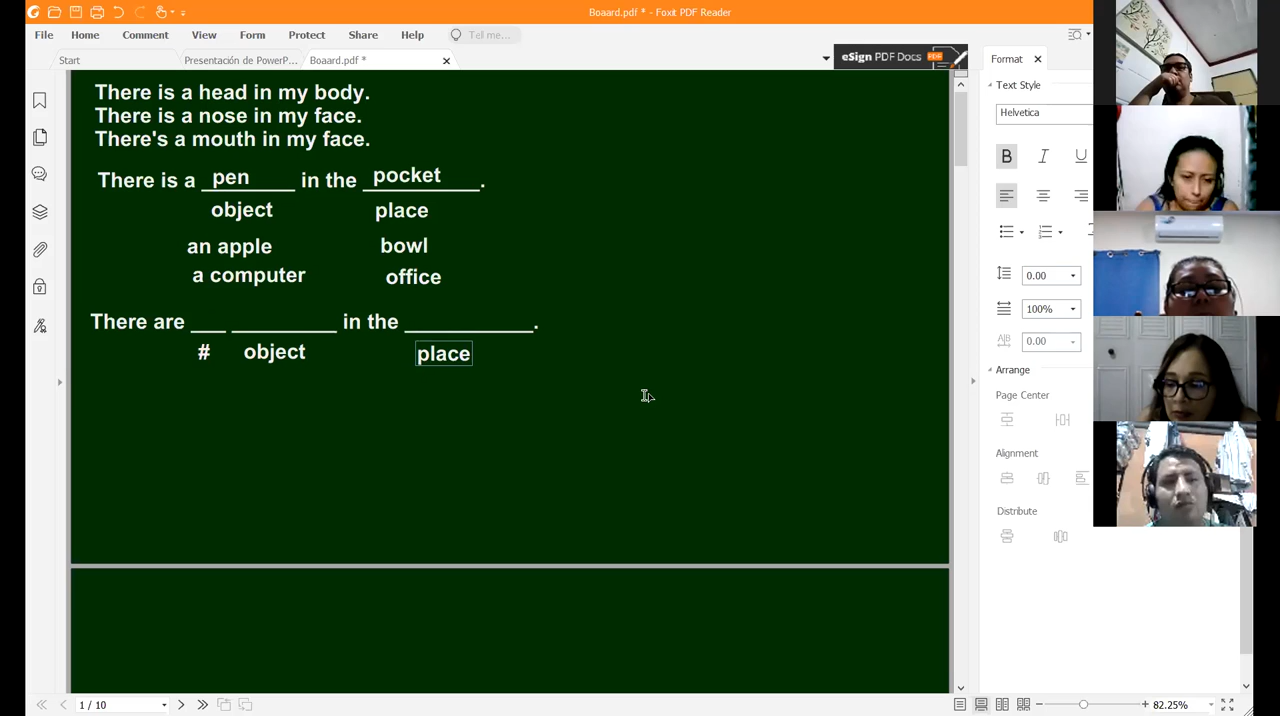 Boaard.pdf * - Foxit PDF Reader
File Home Comment View Form Protect Share Help Tell me...
Start Presentación de PowerP... Boaard.pdf *
eSign PDF Docs PDF
Format
Text Style
Helvetica
B I U
0.00
100%
0.00
Arrange
Page Center
Alignment
Distribute
There is a head in my body.
There is a nose in my face.
There's a mouth in my face.
There is a pen in the pocket.
object place
an apple bowl
a computer office
There are ___ _________ in the ___________.
# object place
1 / 10
82.25%